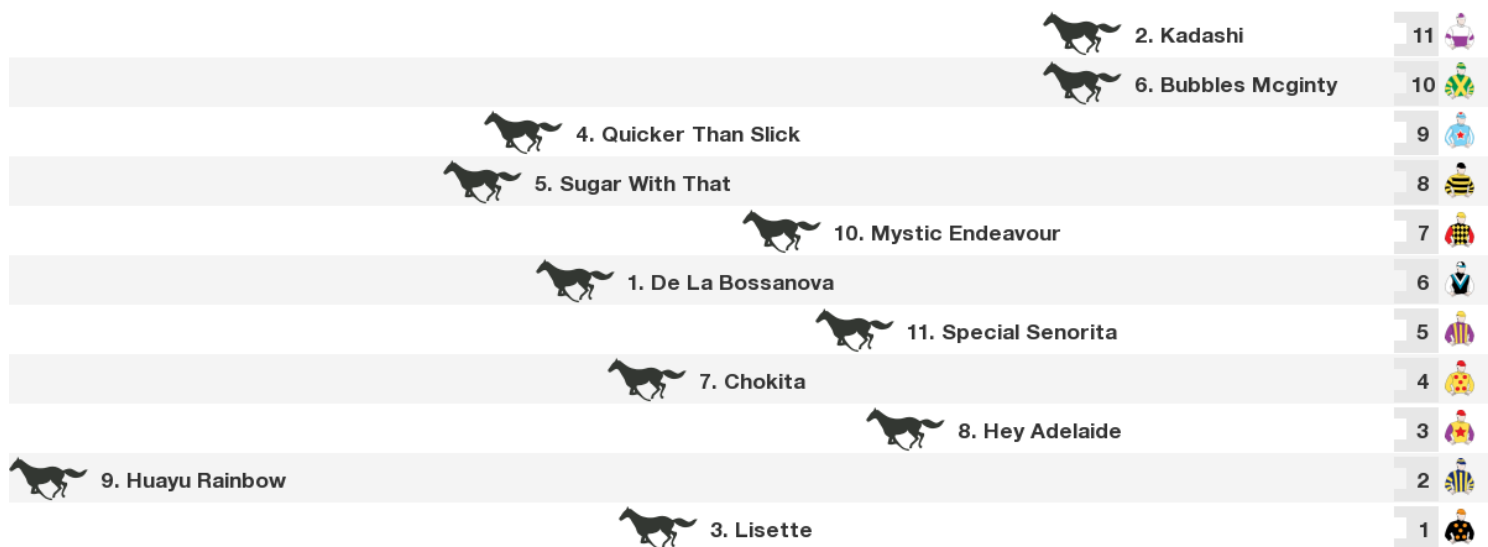 2. Kadashi 11
6. Bubbles Mcginty 10
4. Quicker Than Slick 9
5. Sugar With That 8
10. Mystic Endeavour 7
1. De La Bossanova 6
11. Special Senorita 5
7. Chokita 4
8. Hey Adelaide 3
9. Huayu Rainbow 2
3. Lisette 1